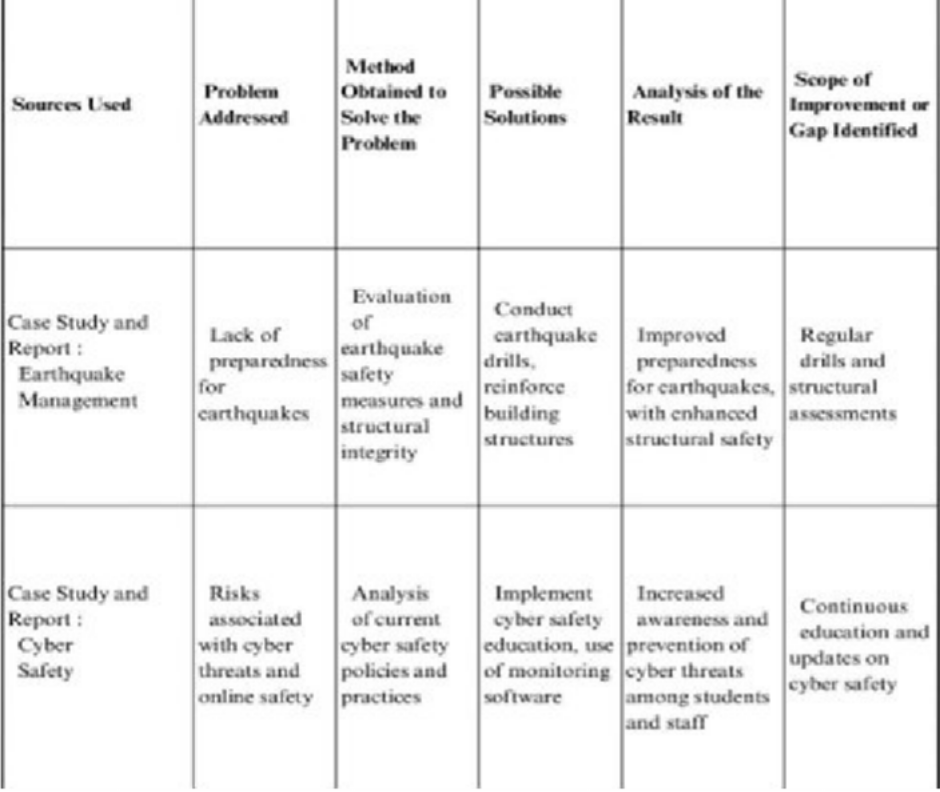 Sources Used
Problem
Addressed
Method
Obtained to
Solve the
Problem
Possible
Solutions
Analysis of the
Result
Scope of
Improvement or
Gap Identified
Case Study and
Report :
Earthquake
Management
Lack of
preparedness
for
earthquakes
Evaluation
of
earthquake
safety
measures and
structural
integrity
Conduct
earthquake
drills,
reinforce
building
structures
Improved
preparedness
for earthquakes,
with enhanced
structural safety
Regular
drills and
structural
assessments
Case Study and
Report :
Cyber
Safety
Risks
associated
with cyber
threats and
online safety
Analysis
of current
cyber safety
policies and
practices
Implement
cyber safety
education, use
of monitoring
software
Increased
awareness and
prevention of
cyber threats
among students
and staff
Continuous
education and
updates on
cyber safety